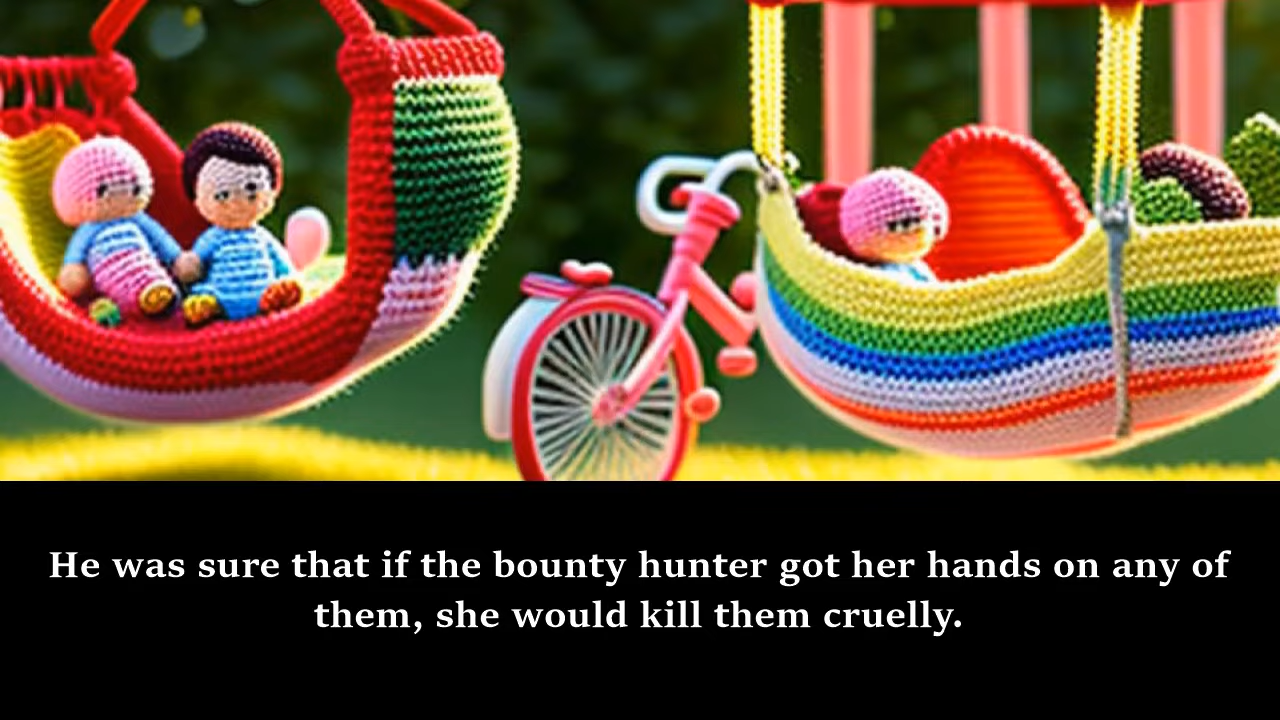 He was sure that if the bounty hunter got her hands on any of
them, she would kill them cruelly.